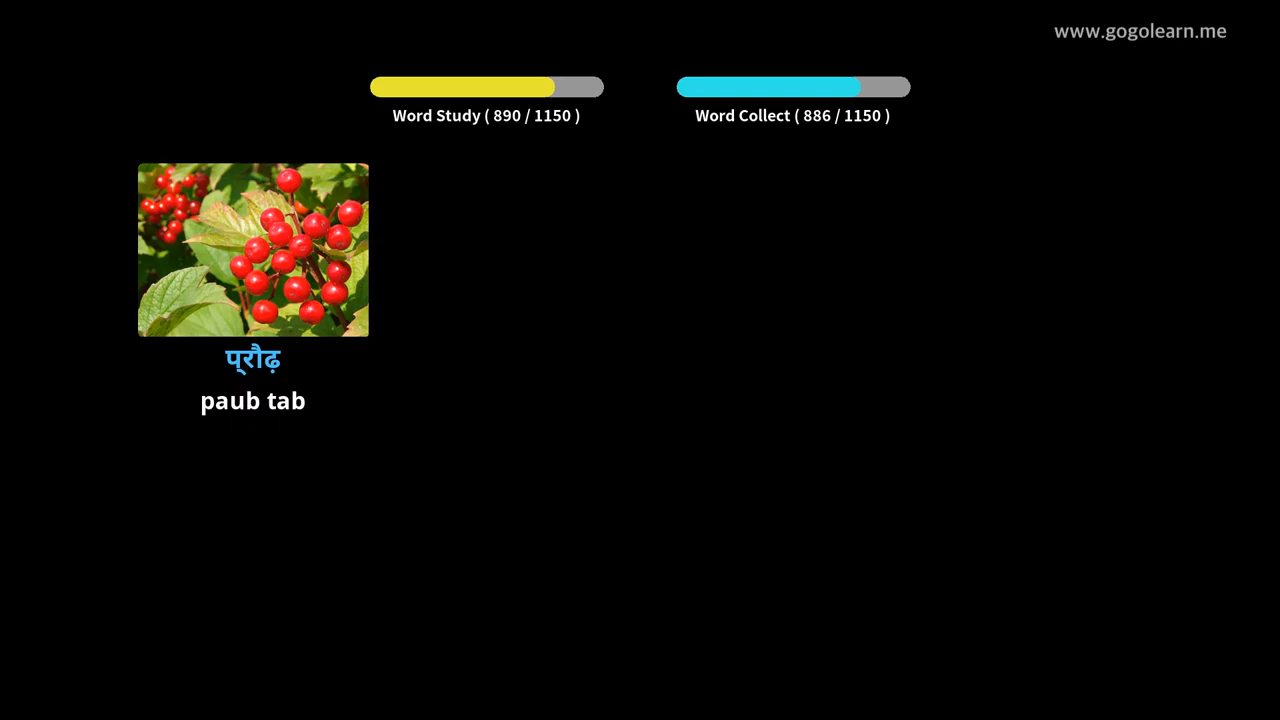 www.gogolearn.me
Word Study ( 890 / 1150 )
Word Collect ( 886 / 1150 )
प्रौढ़
paub tab